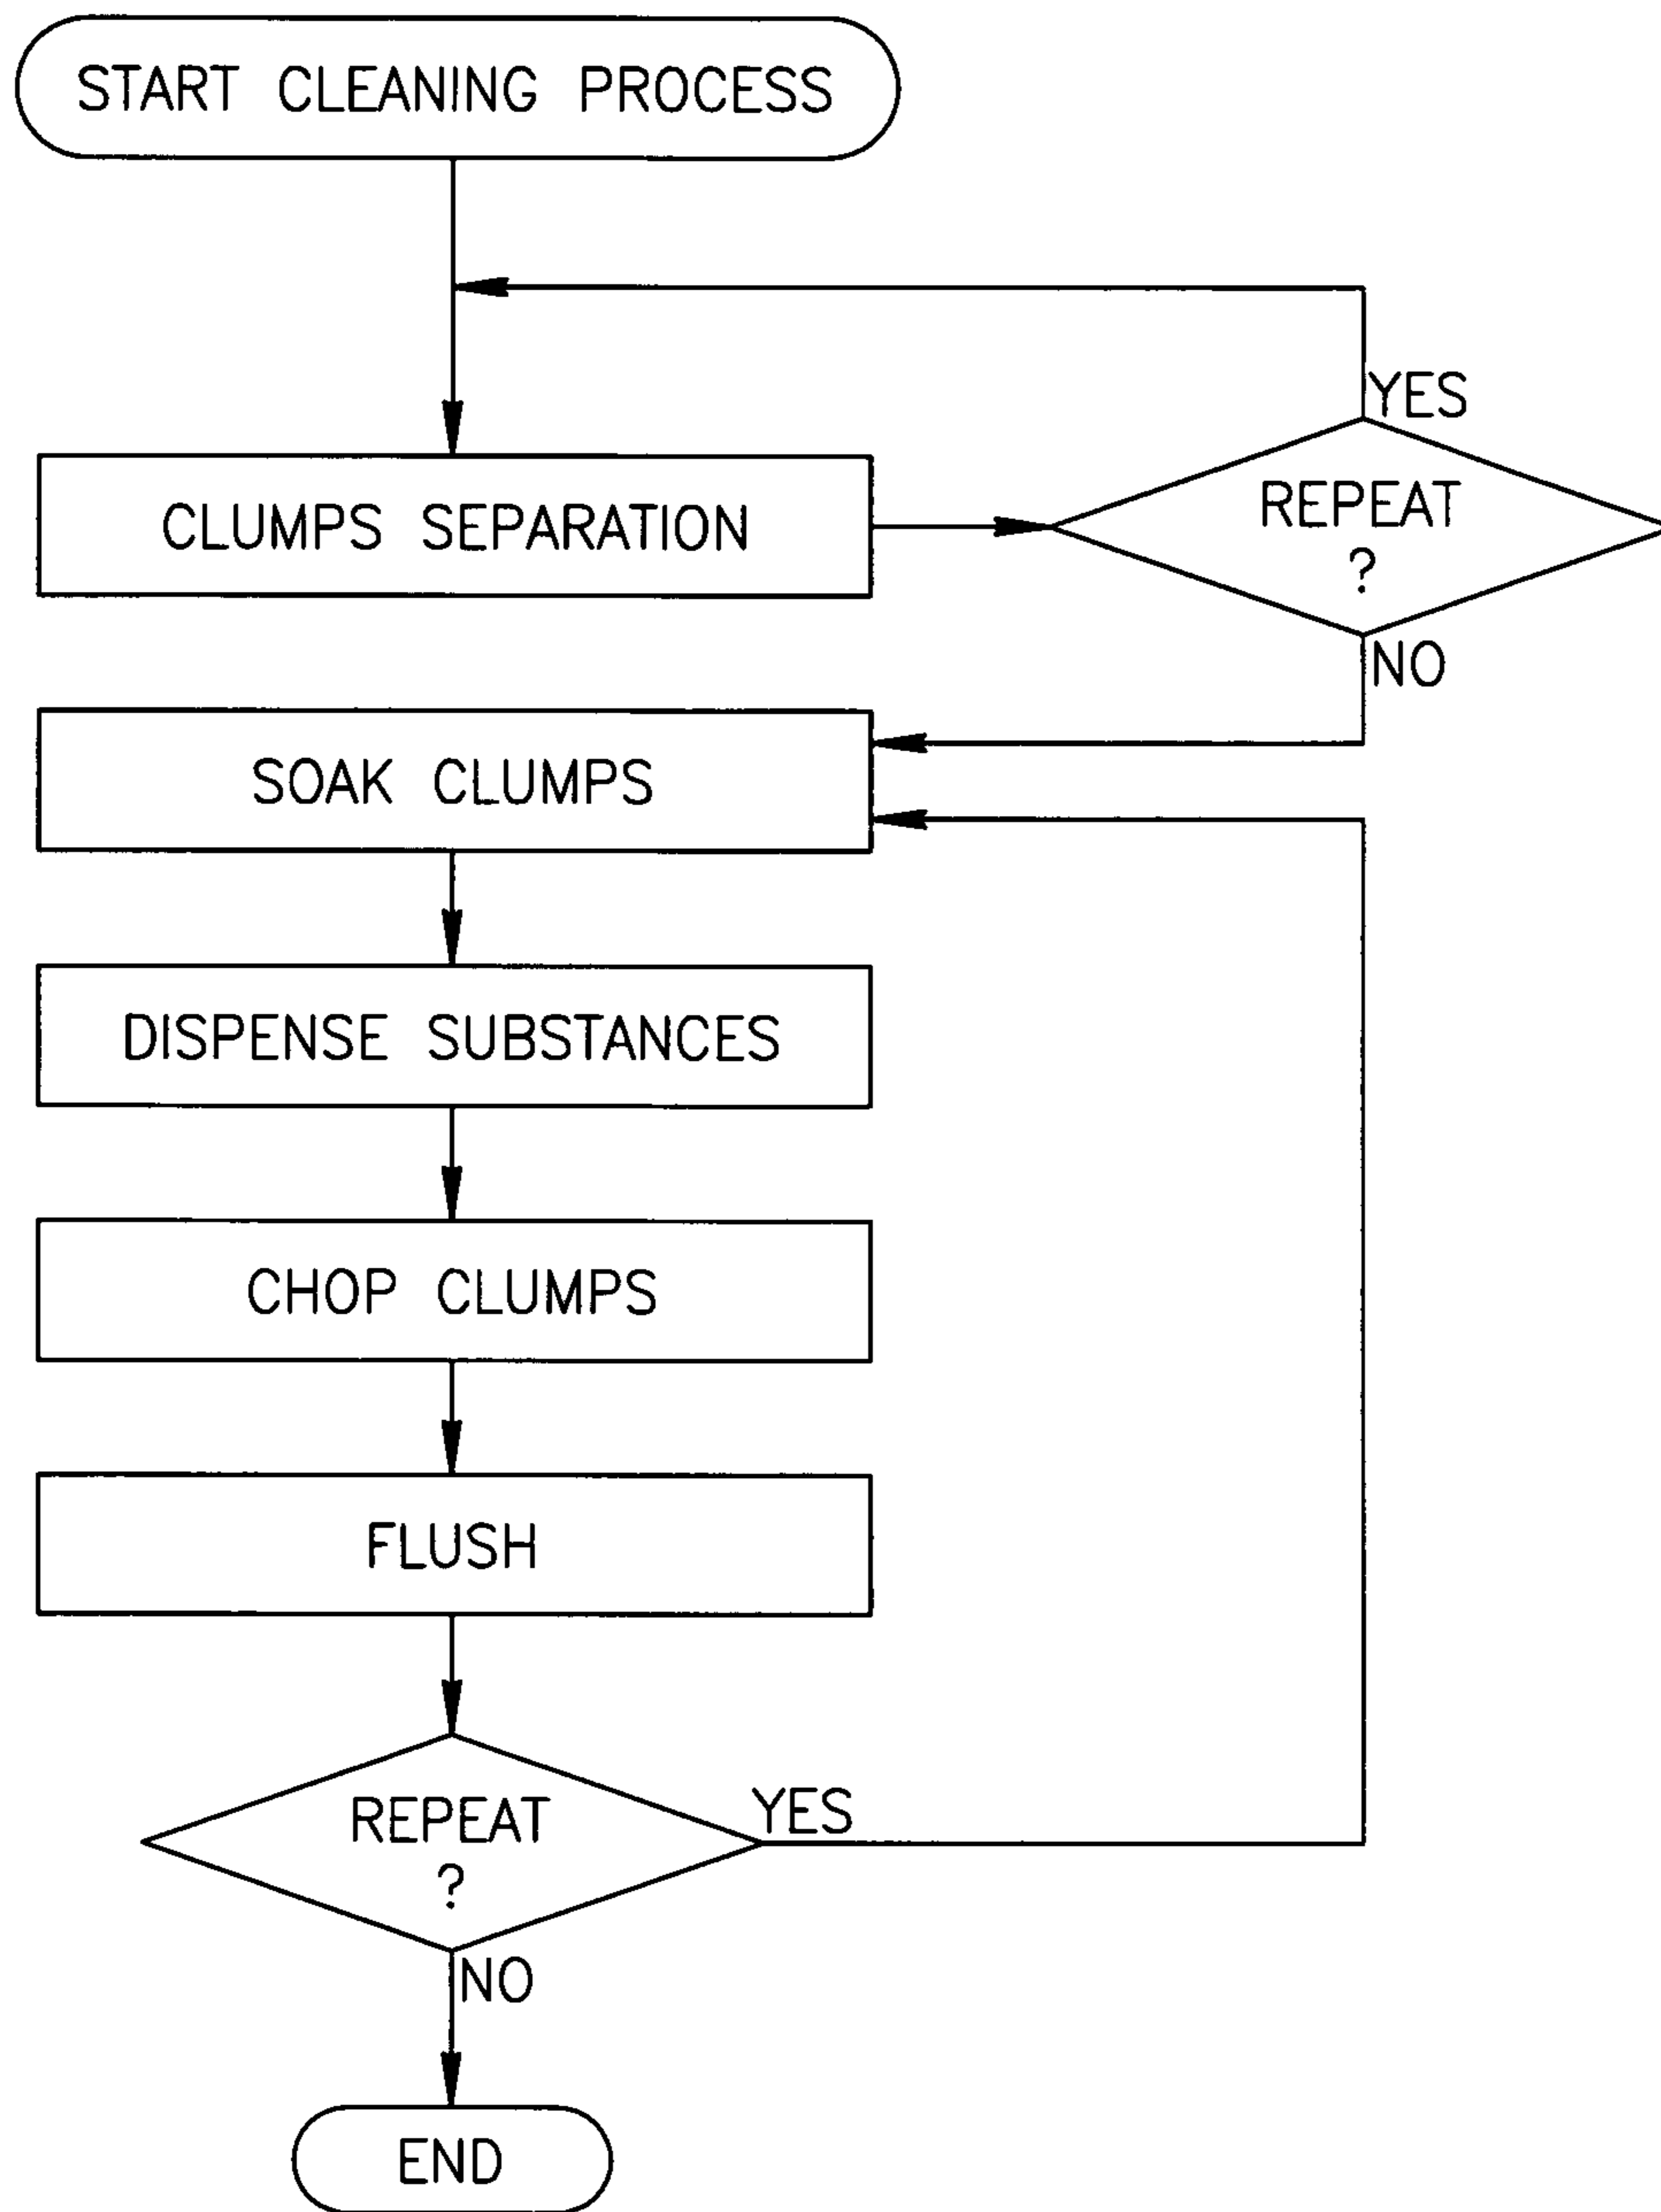 START CLEANING PROCESS
YES
CLUMPS SEPARATION
REPEAT
?
NO
SOAK CLUMPS
DISPENSE SUBSTANCES
CHOP CLUMPS
FLUSH
REPEAT
?
YES
NO
END